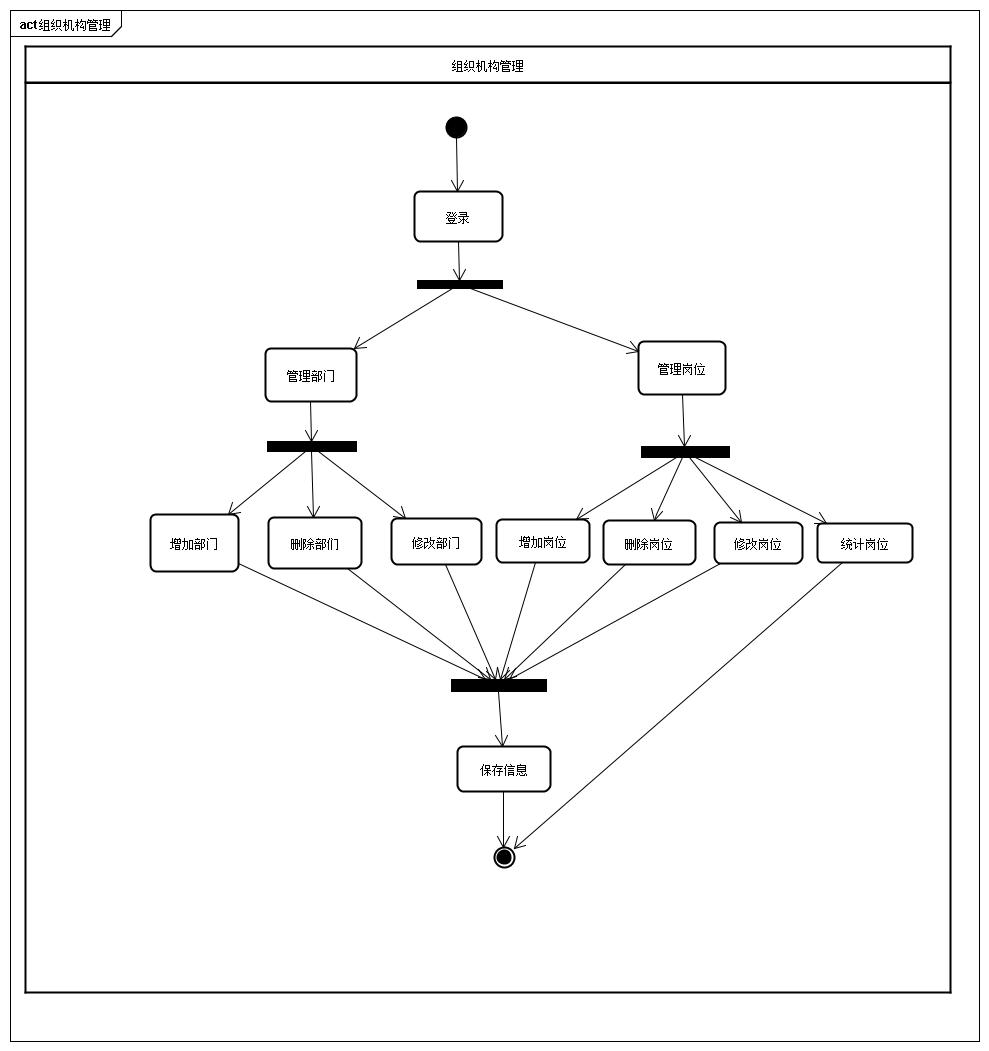 act组织机构管理
组织机构管理
登录
管理部门
管理岗位
增加部门
删除部们
修改部门
增加岗位
删除岗位
修改岗位
统计岗位
保存信息